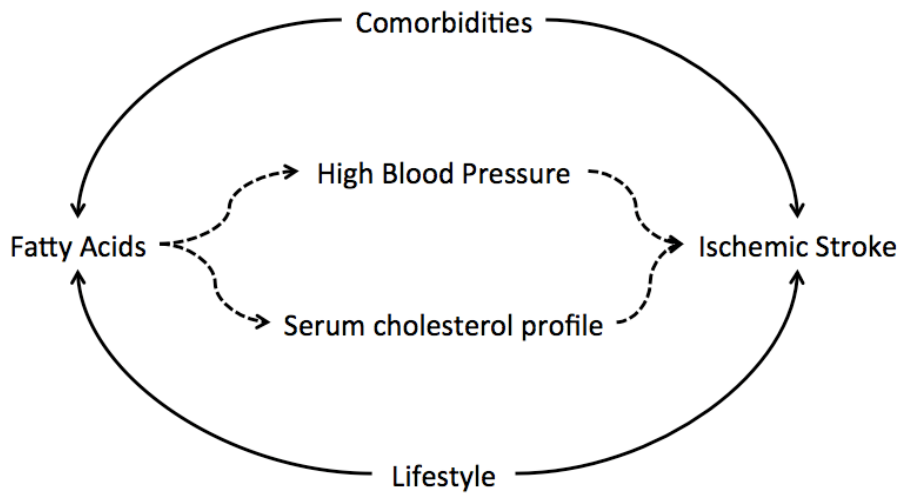 Comorbidities
High Blood Pressure
Fatty Acids
Ischemic Stroke
Serum cholesterol profile
Lifestyle